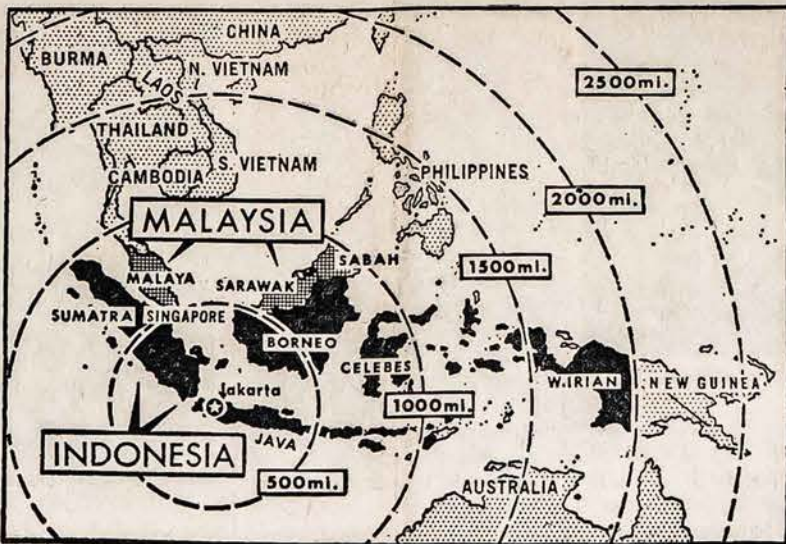 CHINA
BURMA
LAOS
N. VIETNAM
2500mi.
THAILAND
S. VIETNAM
CAMBODIA
PHILIPPINES
2000mi.
MALAYSIA
SABAH
1500mi.
MALAYA
SARAWAK
SUMATRA
SINGAPORE
BORNEO
CELEBES
W.IRIAN
NEW GUINEA
Jakarta
1000mi.
JAVA
INDONESIA
500mi.
AUSTRALIA